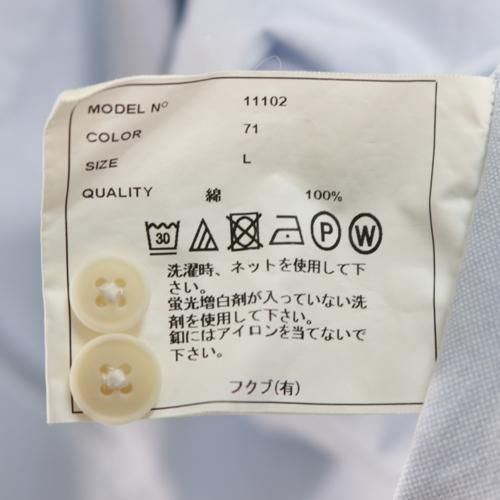 MODEL Nº 11102
COLOR 71
SIZE L
QUALITY 綿 100%
30 P W
洗濯時、ネットを使用して下
さい。
蛍光増白剤が入っていない洗
剤を使用して下さい。
釦にはアイロンを当てないで
下さい。
フクブ(有)